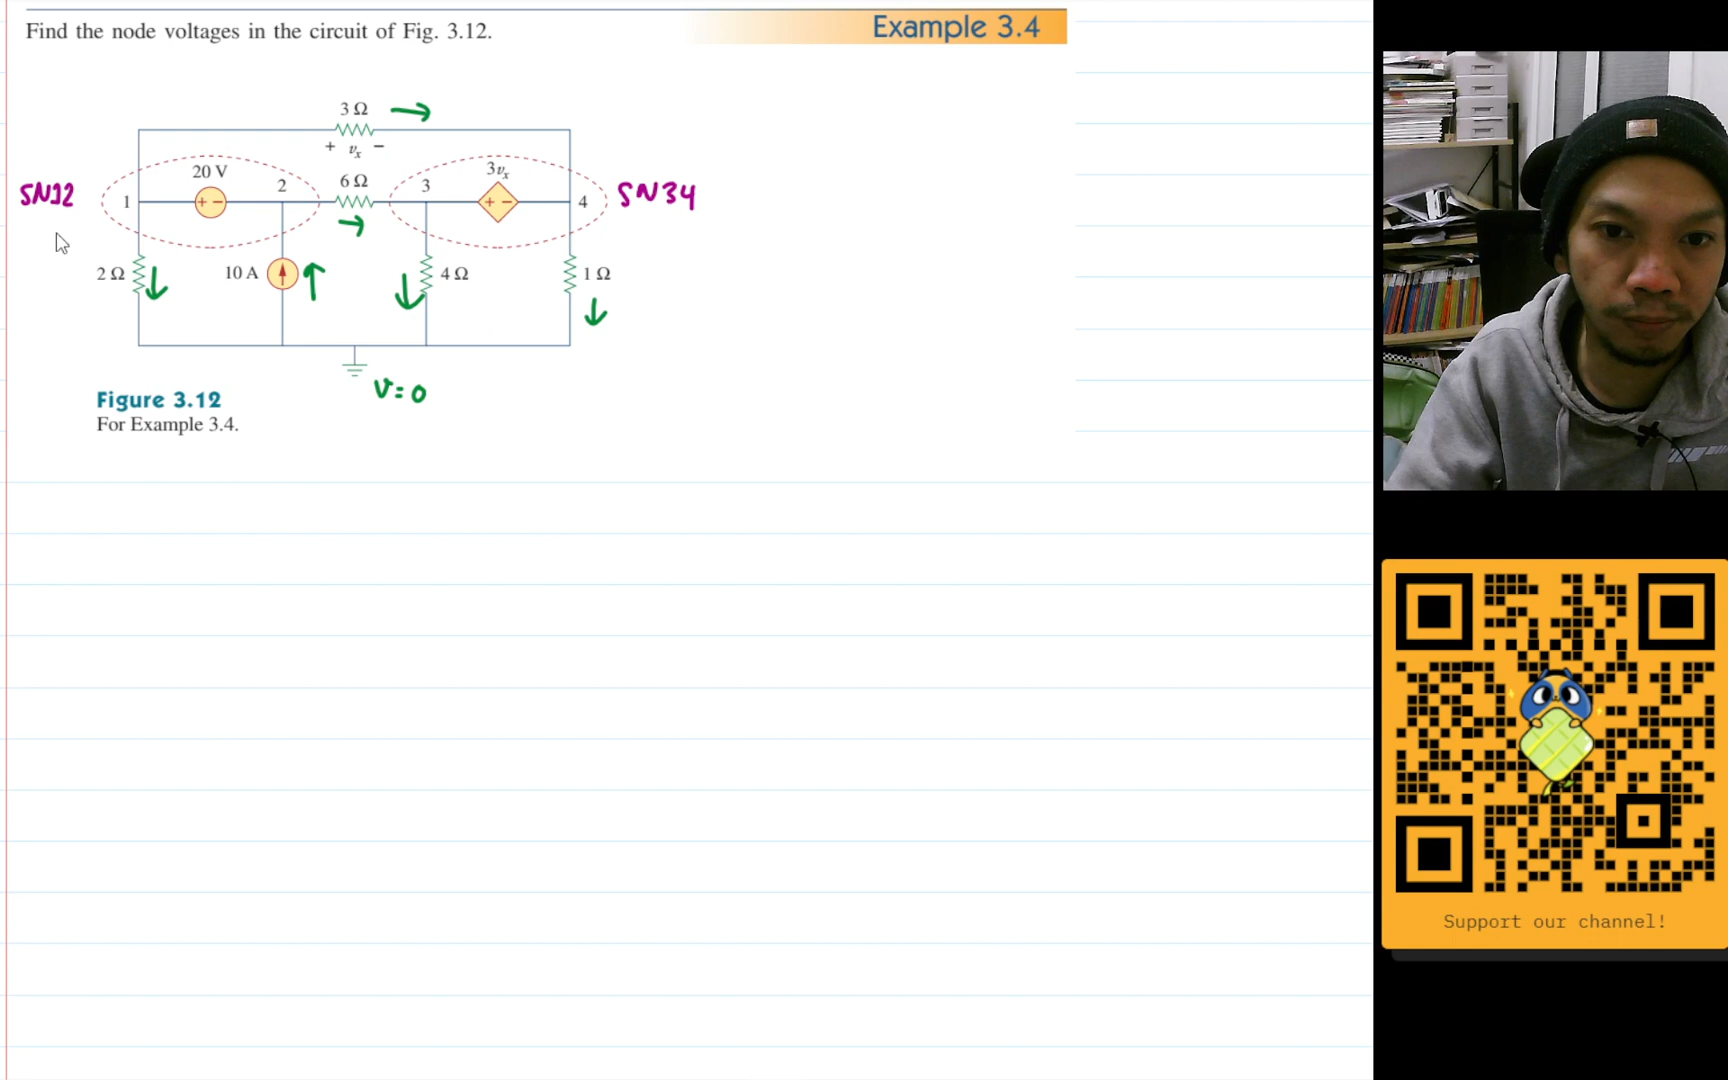 Find the node voltages in the circuit of Fig. 3.12.
Example 3.4
3 Ω
+ vx −
20 V
2
6 Ω
3
3vx
SN12
1
+ −
+ −
4
SN34
2 Ω
10 A
4 Ω
1 Ω
v=0
Figure 3.12
For Example 3.4.
Support our channel!